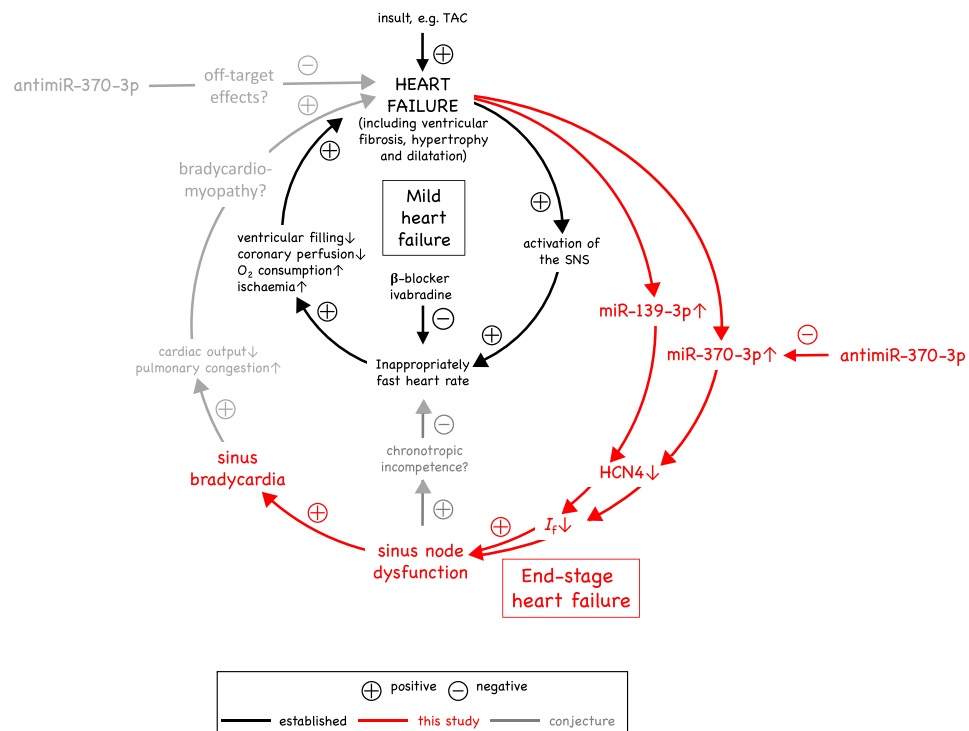 insult, e.g. TAC
⊕
antimiR-370-3p
off-target
effects?
⊖
⊕
HEART
FAILURE
(including ventricular
fibrosis, hypertrophy
and dilatation)
⊕
bradycardio-
myopathy?
Mild
heart
failure
⊕
ventricular filling↓
coronary perfusion↓
O₂ consumption↑
ischaemia↑
activation of
the SNS
β-blocker
ivabradine
⊕
⊖
⊕
miR-139-3p↑
miR-370-3p↑
⊖
antimiR-370-3p
cardiac output↓
pulmonary congestion↑
Inappropriately
fast heart rate
⊕
⊖
chronotropic
incompetence?
⊕
sinus
bradycardia
HCN4↓
⊕
⊕
If↓
sinus node
dysfunction
End-stage
heart failure
⊕ positive ⊖ negative
established this study conjecture